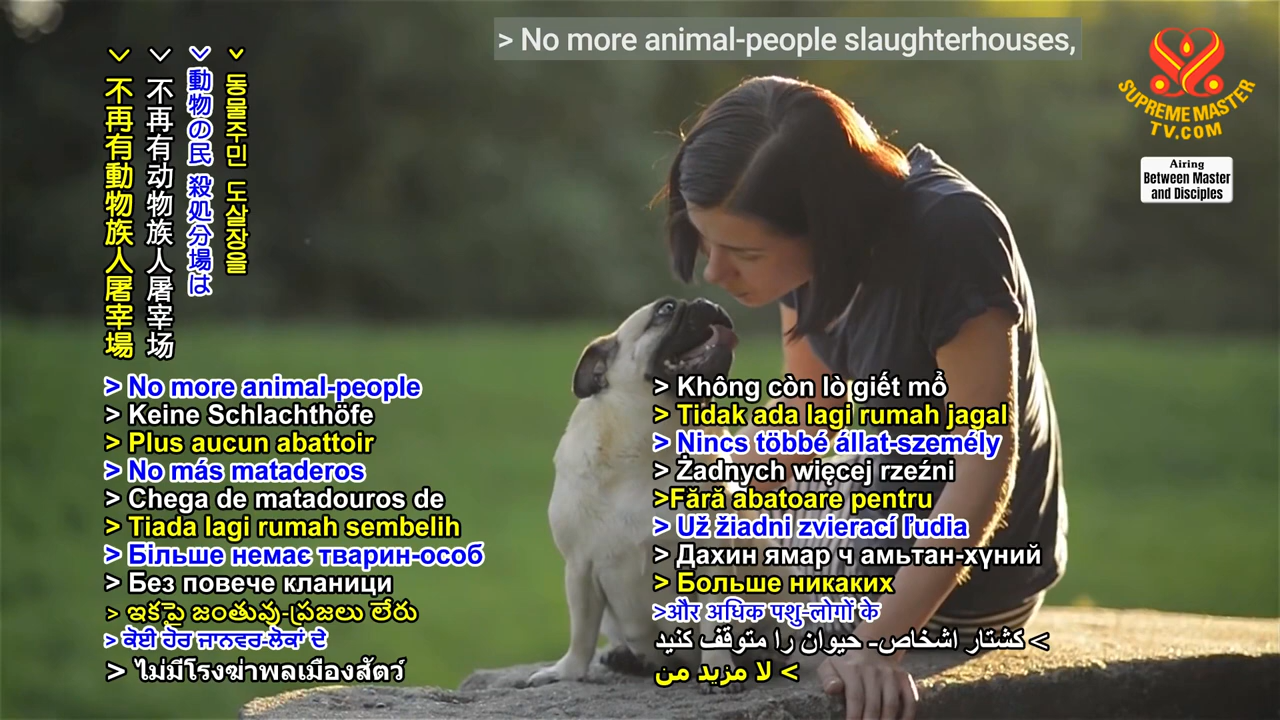 > No more animal-people slaughterhouses,
SUPREME MASTER
TV.COM
Airing
Between Master
and Disciples
> 不再有動物族人屠宰場
> 不再有动物族人屠宰场
> 動物の民 殺処分場は
> 동물주민 도살장을
> No more animal-people
> Keine Schlachthöfe
> Plus aucun abattoir
> No más mataderos
> Chega de matadouros de
> Tiada lagi rumah sembelih
> Більше немає тварин-особ
> Без повече кланици
> ఇకపై జంతువు-ప్రజలు లేరు
> ਕੋਈ ਹੋਰ ਜਾਨਵਰ-ਲੋਕਾਂ ਦੇ
> ไม่มีโรงฆ่าพลเมืองสัตว์
> Không còn lò giết mổ
> Tidak ada lagi rumah jagal
> Nincs többé állat-személy
> Żadnych więcej rzeźni
>Fără abatoare pentru
> Už žiadni zvierací ľudia
> Дахин ямар ч амьтан-хүний
> Больше никаких
>और अधिक पशु-लोगों के
> کشتار اشخاص- حیوان را متوقف کنید
> لا مزيد من